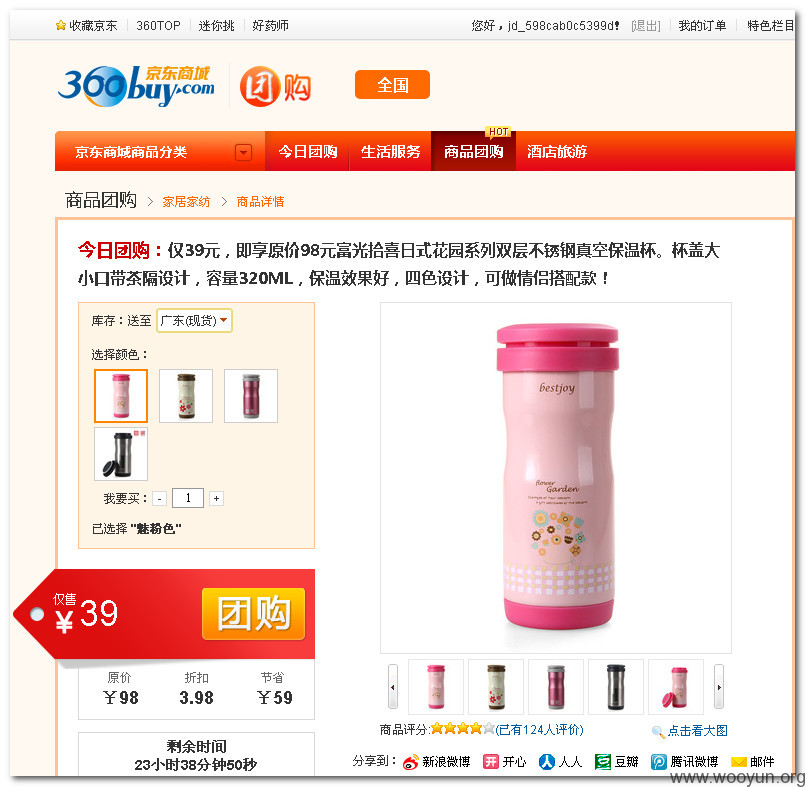 收藏京东 360TOP 迷你挑 好药师 您好，jd_598cab0c5399d! [退出] 我的订单 特色栏目
360buy.com 京东商城 团购 全国
HOT
京东商城商品分类 今日团购 生活服务 商品团购 酒店旅游
商品团购 > 家居家纺 > 商品详情
今日团购：仅39元，即享原价98元富光拾喜日式花园系列双层不锈钢真空保温杯。杯盖大
小口带茶隔设计，容量320ML，保温效果好，四色设计，可做情侣搭配款！
库存：送至 广东(现货)
选择颜色：
我要买： - 1 +
已选择 "魅粉色"
bestjoy
flower
Garden
仅售
¥39 团购
原价 折扣 节省
￥98 3.98 ￥59
商品评分: (已有124人评价) 点击看大图
剩余时间
23小时38分钟50秒
分享到： 新浪微博 开心 人人 豆瓣 腾讯微博 邮件
www.wooyun.org